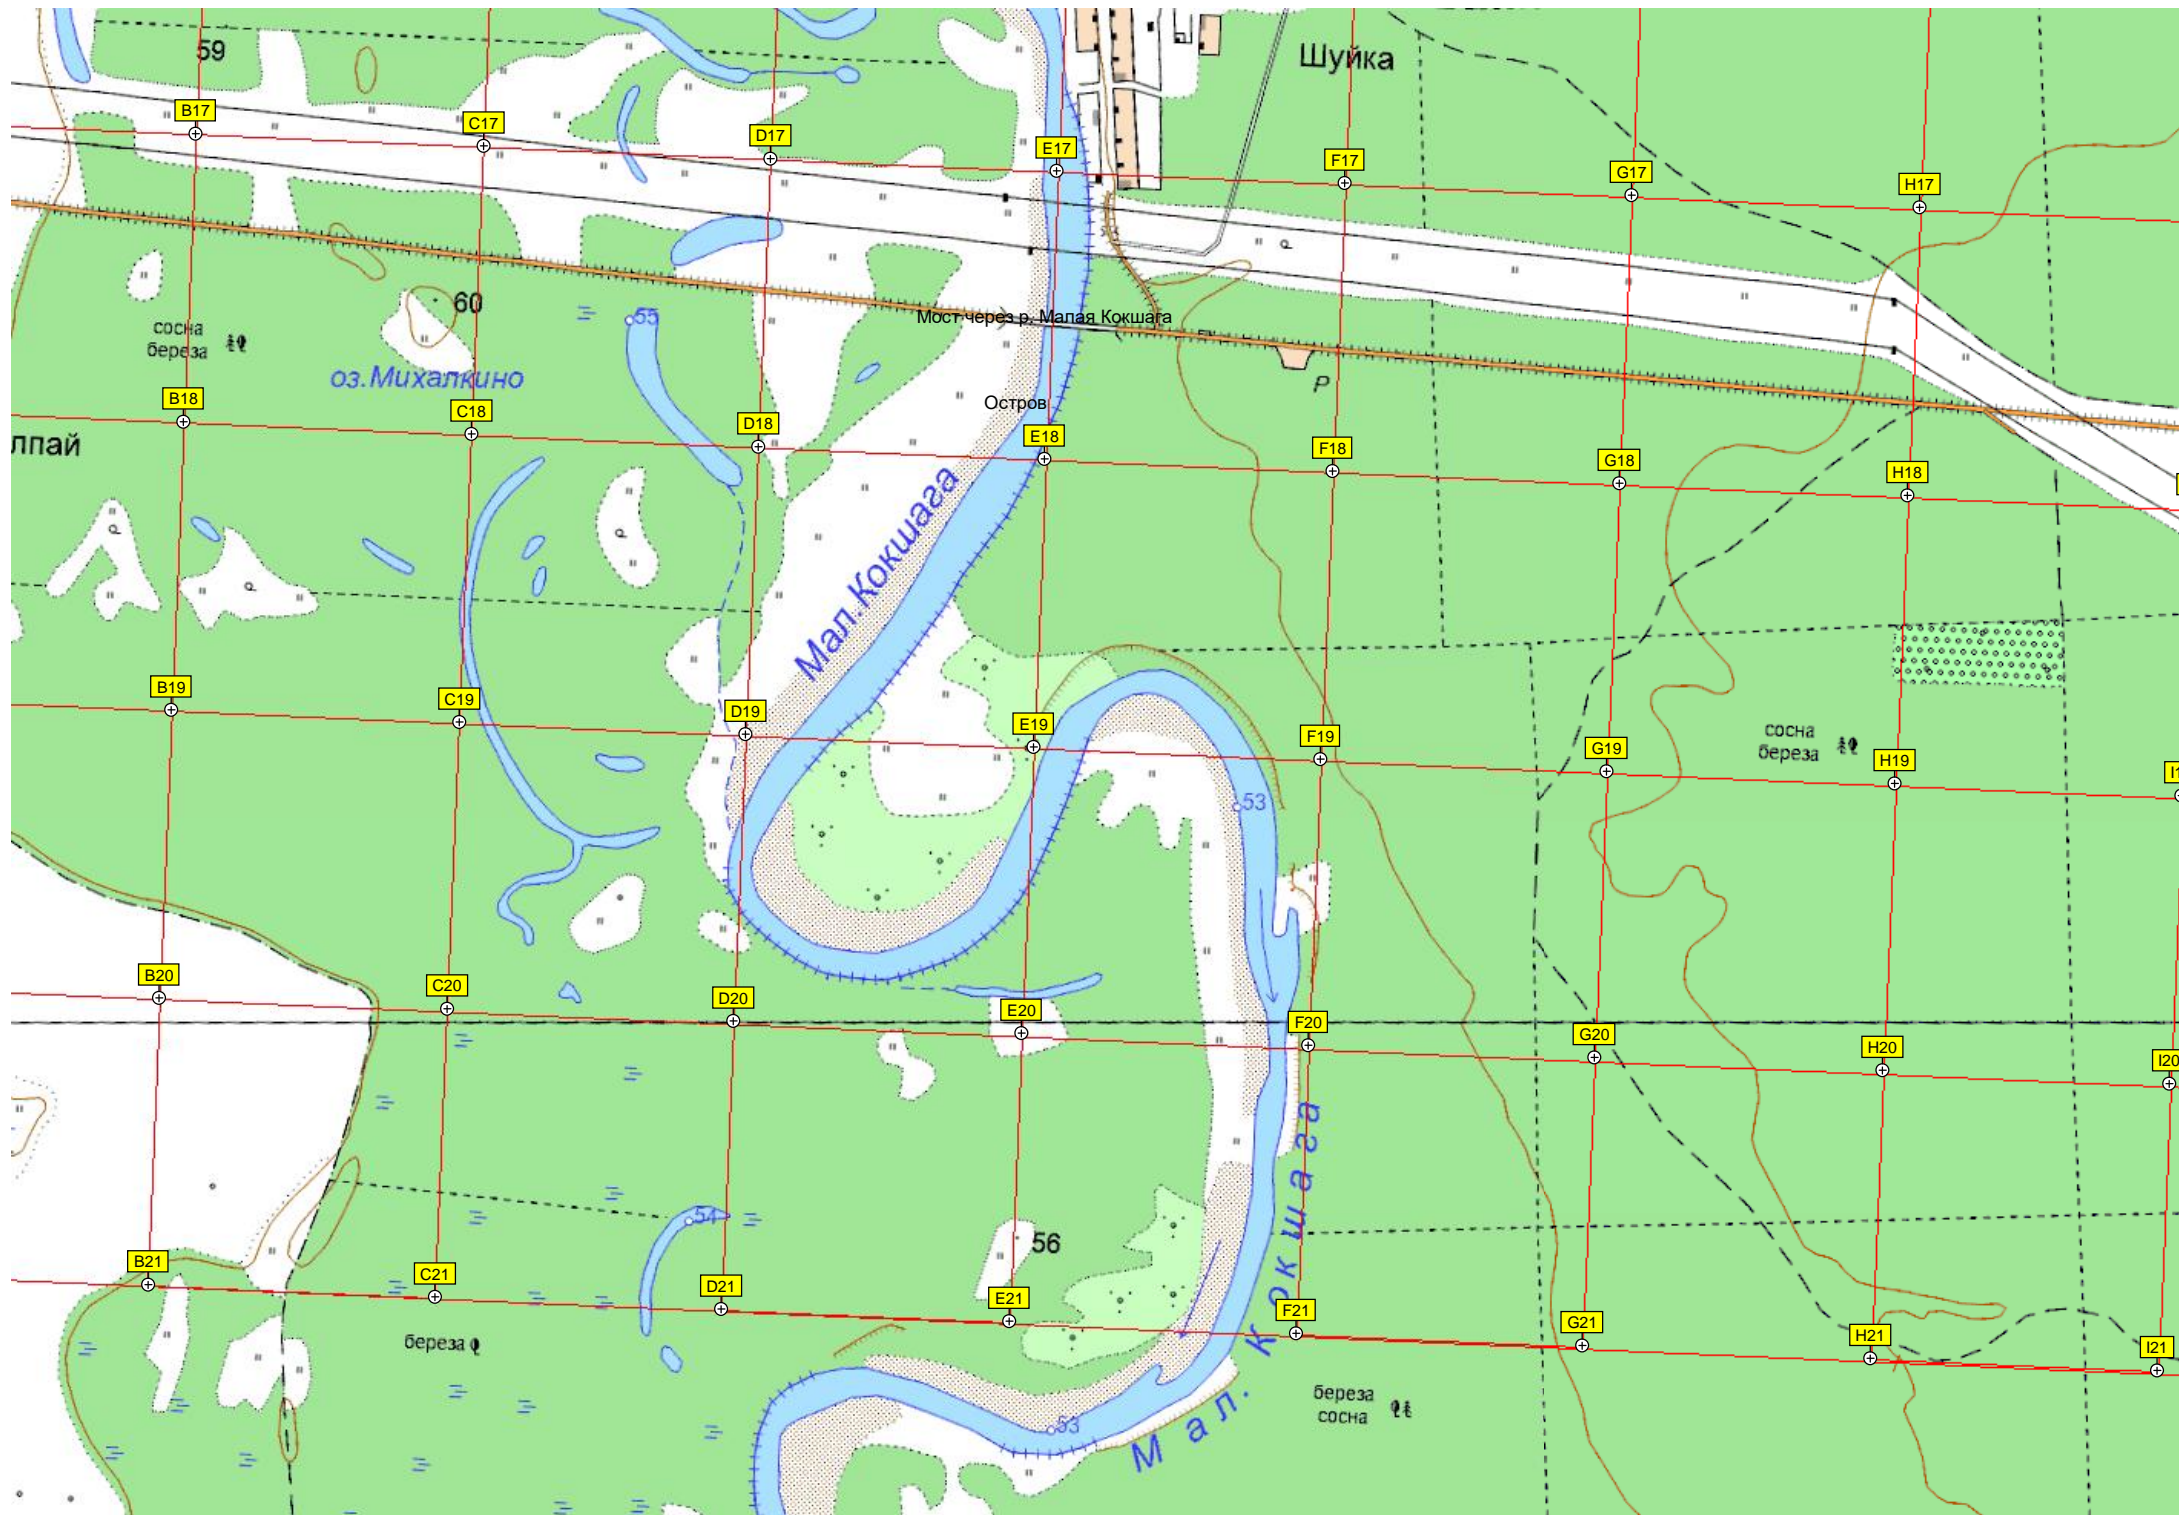 59
Шуйка
B17
C17
D17
E17
F17
G17
H17
60
55
Мост через р. Малая Кокшага
сосна
береза
оз.Михалкино
Р
Остров
B18
C18
D18
E18
F18
G18
H18
лпай
Мал.Кокшага
B19
C19
D19
E19
F19
G19
H19
сосна
береза
53
B20
C20
D20
E20
F20
G20
H20
I20
Мал. Кокшага
54
56
B21
C21
D21
E21
F21
G21
H21
I21
береза
береза
сосна
53